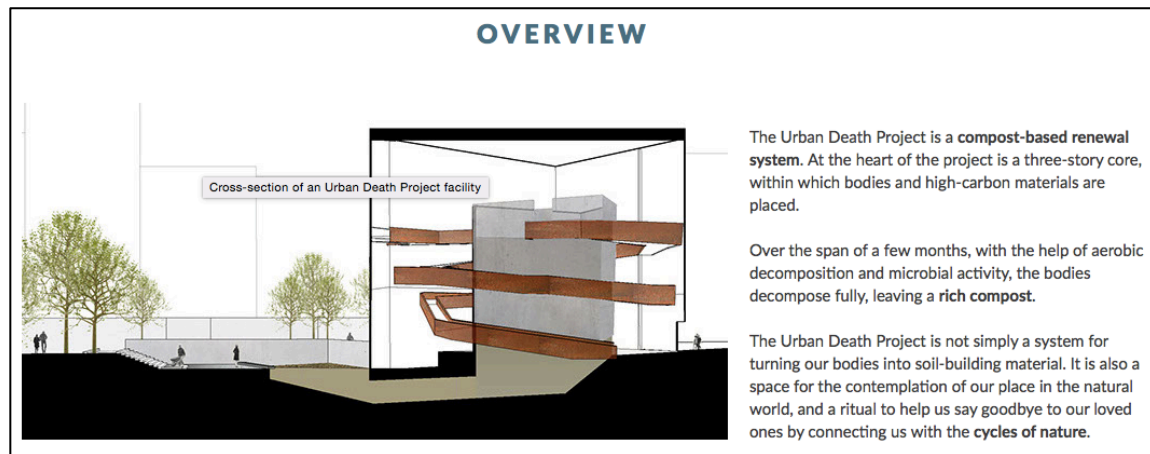 OVERVIEW
Cross-section of an Urban Death Project facility
The Urban Death Project is a compost-based renewal
system. At the heart of the project is a three-story core,
within which bodies and high-carbon materials are
placed.
Over the span of a few months, with the help of aerobic
decomposition and microbial activity, the bodies
decompose fully, leaving a rich compost.
The Urban Death Project is not simply a system for
turning our bodies into soil-building material. It is also a
space for the contemplation of our place in the natural
world, and a ritual to help us say goodbye to our loved
ones by connecting us with the cycles of nature.